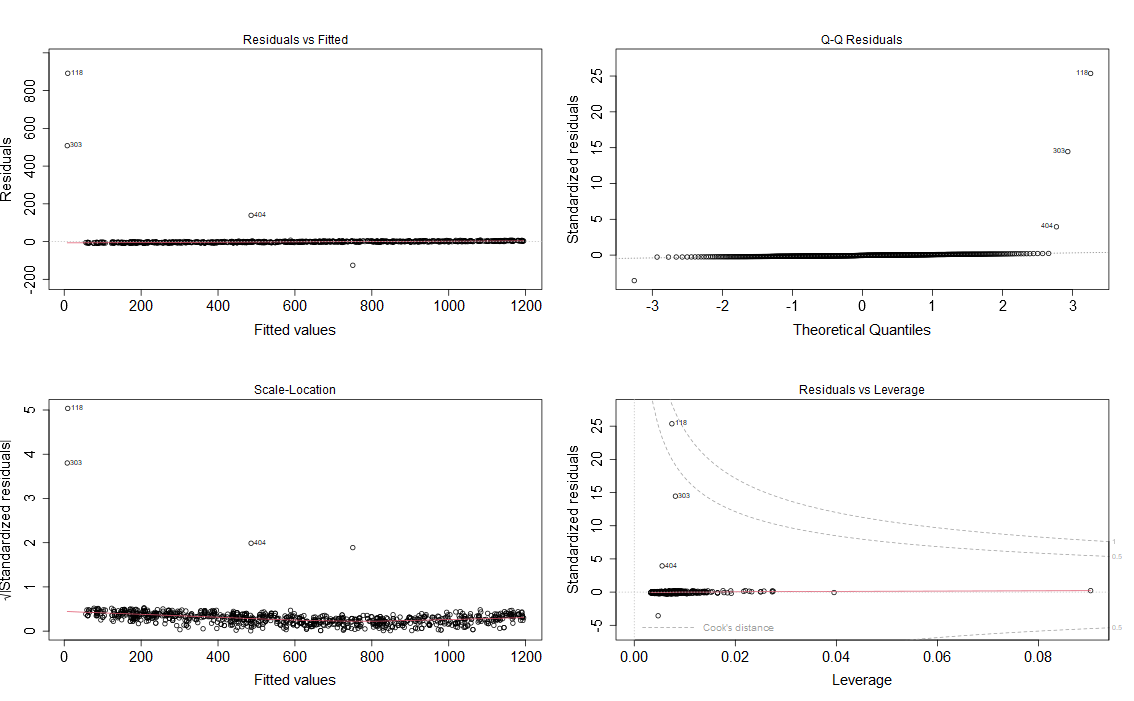 Residuals vs Fitted
Residuals
-200 0 200 400 600 800
118
303
404
0 200 400 600 800 1000 1200
Fitted values
Q-Q Residuals
Standardized residuals
0 5 10 15 20 25
118
303
404
-3 -2 -1 0 1 2 3
Theoretical Quantiles
Scale-Location
√|Standardized residuals|
0 1 2 3 4 5
118
303
404
0 200 400 600 800 1000 1200
Fitted values
Residuals vs Leverage
Standardized residuals
-5 0 5 10 15 20 25
118
303
404
1
0.5
0.5
Cook's distance
0.00 0.02 0.04 0.06 0.08
Leverage